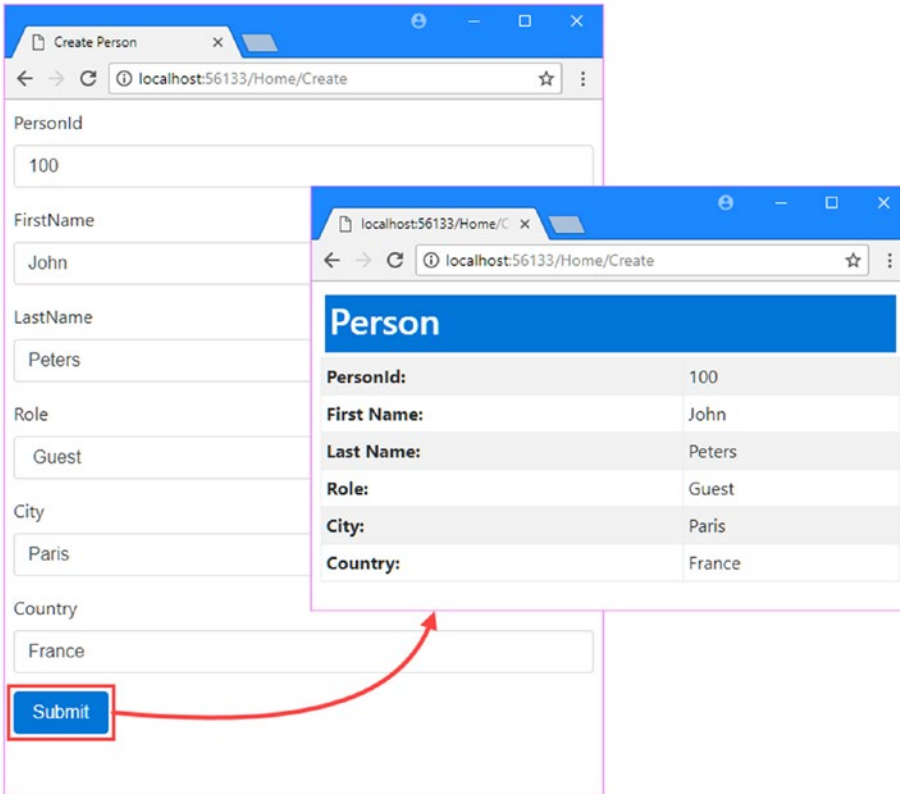 Create Person
localhost:56133/Home/Create
PersonId
100
FirstName
John
LastName
Peters
Role
Guest
City
Paris
Country
France
Submit
localhost:56133/Home/C
localhost:56133/Home/Create
Person
PersonId: 100
First Name: John
Last Name: Peters
Role: Guest
City: Paris
Country: France